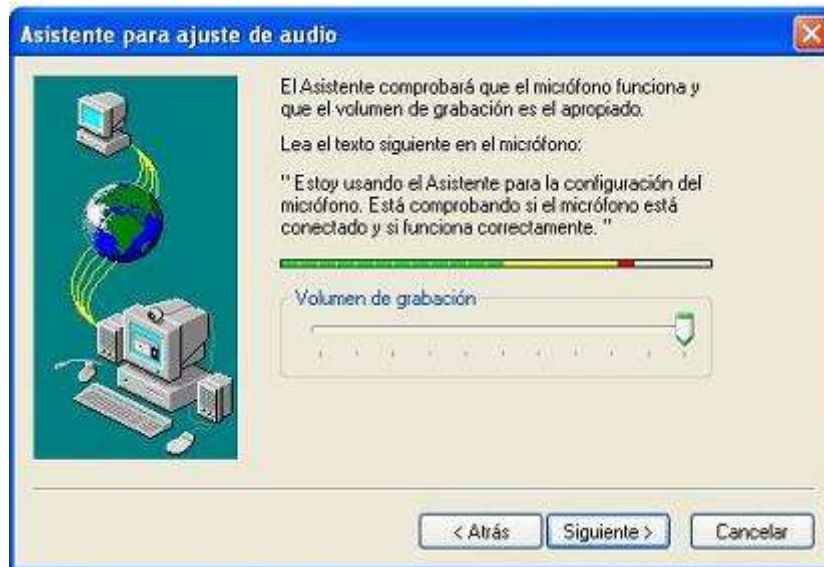 Asistente para ajuste de audio
El Asistente comprobará que el micrófono funciona y
que el volumen de grabación es el apropiado.
Lea el texto siguiente en el micrófono:
" Estoy usando el Asistente para la configuración del
micrófono. Está comprobando si el micrófono está
conectado y si funciona correctamente. "
Volumen de grabación
< Atrás
Siguiente >
Cancelar